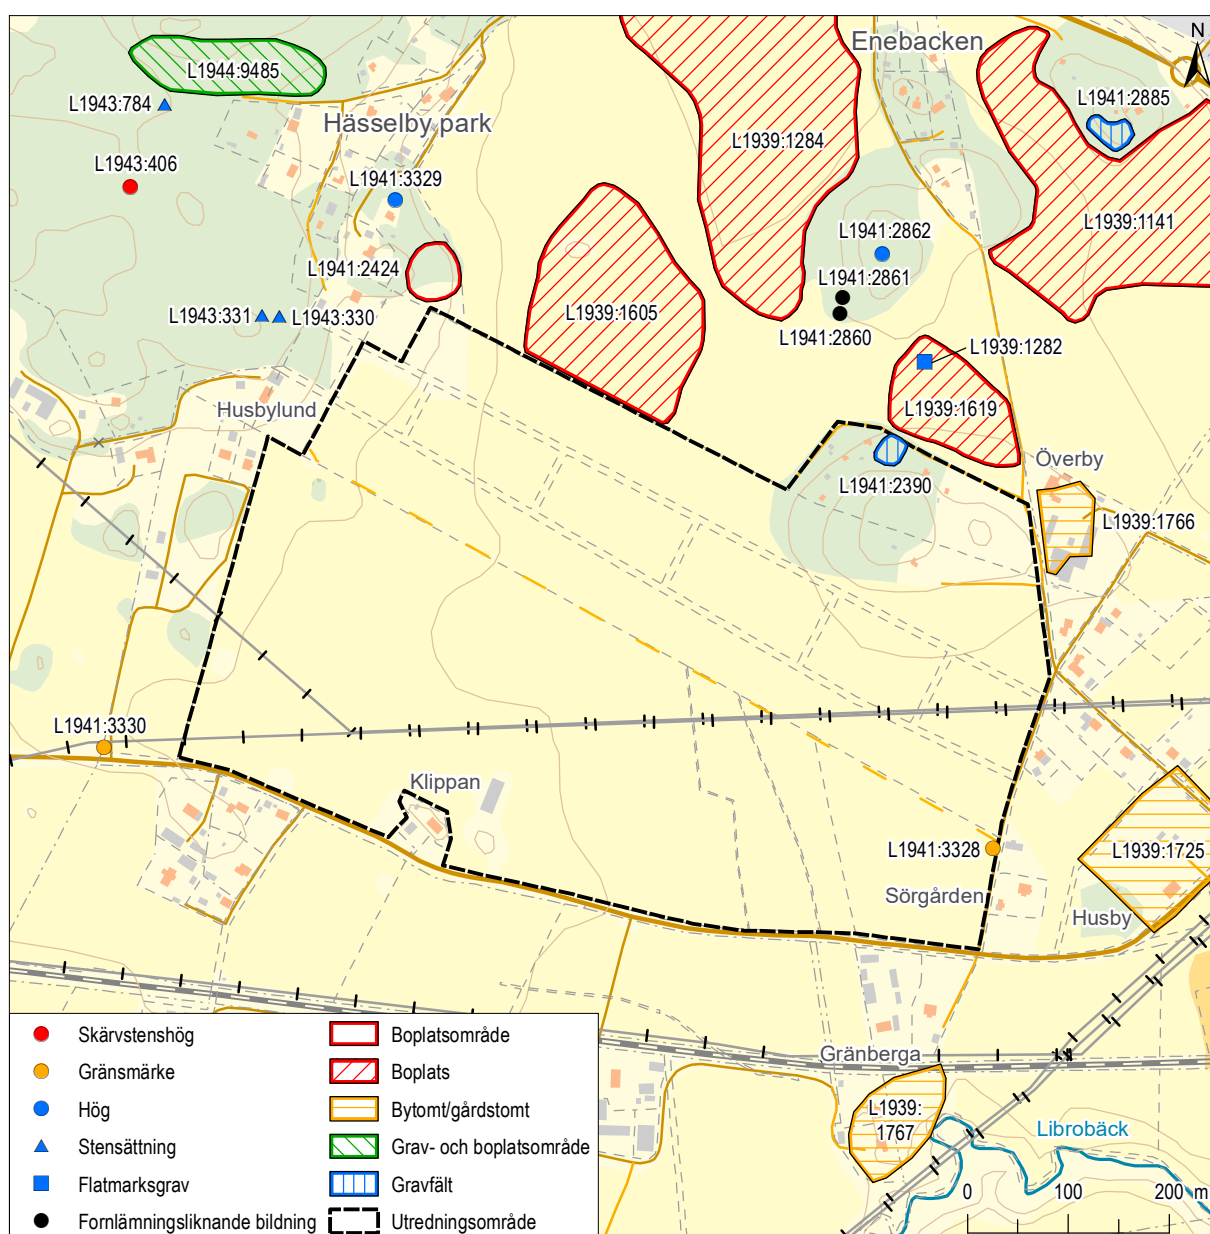 Enebacken
N
L1944:9485
L1943:784
L1941:2885
Hässelby park
L1939:1284
L1943:406
L1941:3329
L1939:1141
L1941:2862
L1941:2424
L1941:2861
L1943:331
L1943:330
L1939:1605
L1941:2860
L1939:1282
Husbylund
L1939:1619
Överby
L1941:2390
L1939:1766
L1941:3330
Klippan
L1941:3328
L1939:1725
Sörgården
Husby
Gränberga
L1939:
1767
Librobäck
0 100 200 m
Skärvstenshög
Gränsmärke
Hög
Stensättning
Flatmarksgrav
Fornlämningsliknande bildning
Boplatsområde
Boplats
Bytomt/gårdstomt
Grav- och boplatsområde
Gravfält
Utredningsområde